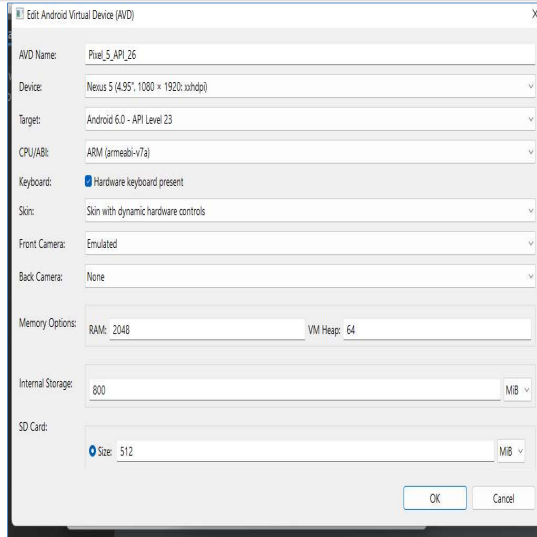 Edit Android Virtual Device (AVD)
AVD Name: Pixel_5_API_26
Device: Nexus 5 (4.95", 1080 × 1920: xxhdpi)
Target: Android 6.0 - API Level 23
CPU/ABI: ARM (armeabi-v7a)
Keyboard: Hardware keyboard present
Skin: Skin with dynamic hardware controls
Front Camera: Emulated
Back Camera: None
Memory Options: RAM: 2048 VM Heap: 64
Internal Storage: 800 MiB
SD Card:
Size: 512 MiB
OK Cancel